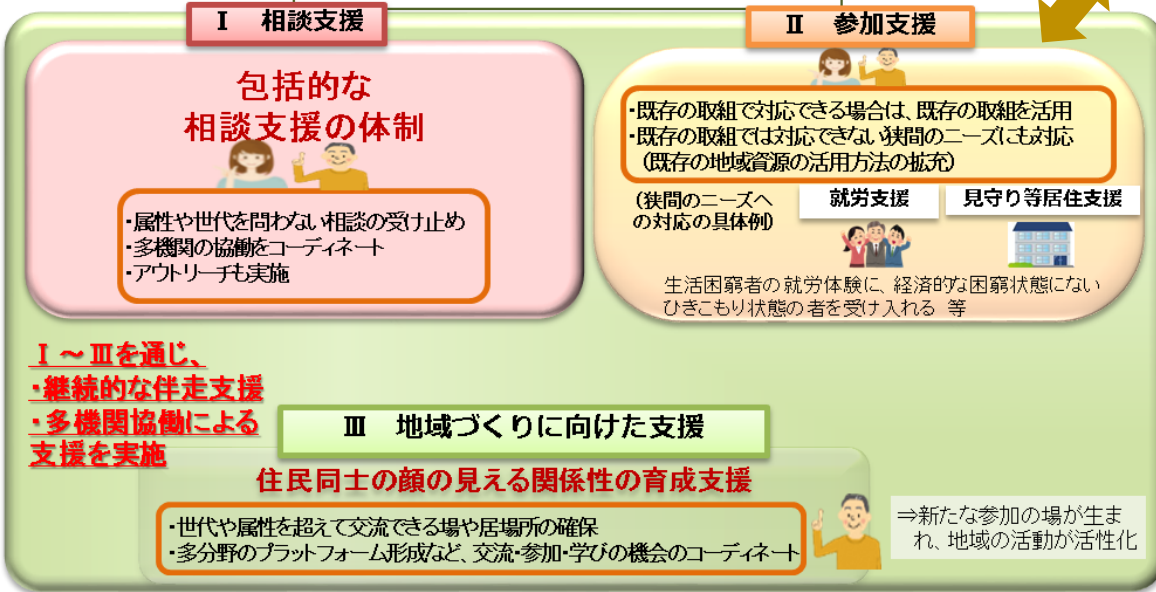 Ⅰ 相談支援
包括的な
相談支援の体制
・属性や世代を問わない相談の受け止め
・多機関の協働をコーディネート
・アウトリーチも実施
Ⅱ 参加支援
・既存の取組で対応できる場合は、既存の取組を活用
・既存の取組では対応できない狭間のニーズにも対応
（既存の地域資源の活用方法の拡充）
（狭間のニーズへ
の対応の具体例）
就労支援
見守り等居住支援
生活困窮者の就労体験に、経済的な困窮状態にない
ひきこもり状態の者を受け入れる 等
Ⅰ～Ⅲを通じ、
・継続的な伴走支援
・多機関協働による
支援を実施
Ⅲ 地域づくりに向けた支援
住民同士の顔の見える関係性の育成支援
・世代や属性を超えて交流できる場や居場所の確保
・多分野のプラットフォーム形成など、交流・参加・学びの機会のコーディネート
⇒新たな参加の場が生ま
れ、地域の活動が活性化